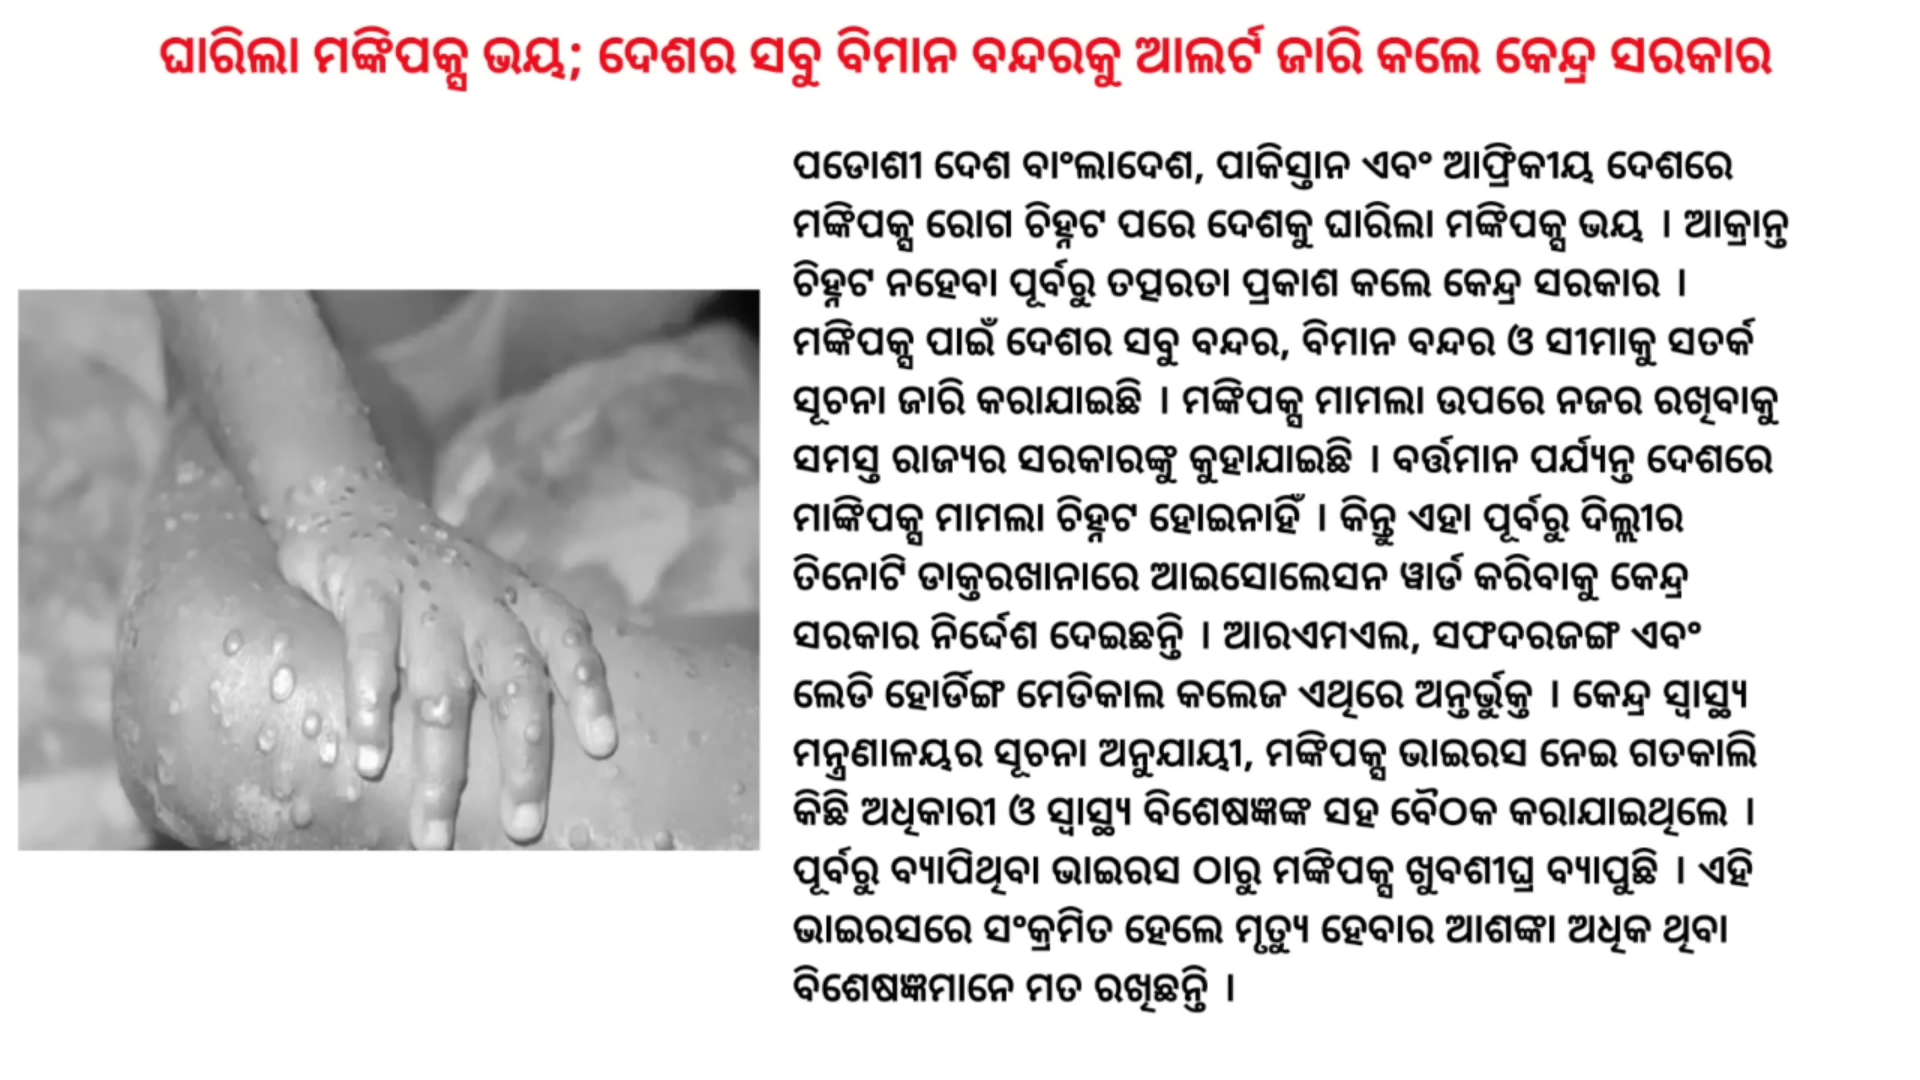 ଘାରିଲା ମଙ୍କିପକ୍ସ ଭୟ; ଦେଶର ସବୁ ବିମାନ ବନ୍ଦରକୁ ଆଲର୍ଟ ଜାରି କଲେ କେନ୍ଦ୍ର ସରକାର
ପଡୋଶୀ ଦେଶ ବାଂଲାଦେଶ, ପାକିସ୍ତାନ ଏବଂ ଆଫ୍ରିକୀୟ ଦେଶରେ
ମଙ୍କିପକ୍ସ ରୋଗ ଚିହ୍ନଟ ପରେ ଦେଶକୁ ଘାରିଲା ମଙ୍କିପକ୍ସ ଭୟ । ଆକ୍ରାନ୍ତ
ଚିହ୍ନଟ ନହେବା ପୂର୍ବରୁ ତତ୍ପରତା ପ୍ରକାଶ କଲେ କେନ୍ଦ୍ର ସରକାର ।
ମଙ୍କିପକ୍ସ ପାଇଁ ଦେଶର ସବୁ ବନ୍ଦର, ବିମାନ ବନ୍ଦର ଓ ସୀମାକୁ ସତର୍କ
ସୂଚନା ଜାରି କରାଯାଇଛି । ମଙ୍କିପକ୍ସ ମାମଲା ଉପରେ ନଜର ରଖିବାକୁ
ସମସ୍ତ ରାଜ୍ୟର ସରକାରଙ୍କୁ କୁହାଯାଇଛି । ବର୍ତ୍ତମାନ ପର୍ଯ୍ୟନ୍ତ ଦେଶରେ
ମାଙ୍କିପକ୍ସ ମାମଲା ଚିହ୍ନଟ ହୋଇନାହିଁ । କିନ୍ତୁ ଏହା ପୂର୍ବରୁ ଦିଲ୍ଲୀର
ତିନୋଟି ଡାକ୍ତରଖାନାରେ ଆଇସୋଲେସନ ୱାର୍ଡ କରିବାକୁ କେନ୍ଦ୍ର
ସରକାର ନିର୍ଦ୍ଦେଶ ଦେଇଛନ୍ତି । ଆରଏମଏଲ, ସଫଦରଜଙ୍ଗ ଏବଂ
ଲେଡି ହୋର୍ଡିଙ୍ଗ ମେଡିକାଲ କଲେଜ ଏଥିରେ ଅନ୍ତର୍ଭୁକ୍ତ । କେନ୍ଦ୍ର ସ୍ୱାସ୍ଥ୍ୟ
ମନ୍ତ୍ରଣାଳୟର ସୂଚନା ଅନୁଯାୟୀ, ମଙ୍କିପକ୍ସ ଭାଇରସ ନେଇ ଗତକାଲି
କିଛି ଅଧିକାରୀ ଓ ସ୍ୱାସ୍ଥ୍ୟ ବିଶେଷଜ୍ଞଙ୍କ ସହ ବୈଠକ କରାଯାଇଥିଲେ ।
ପୂର୍ବରୁ ବ୍ୟାପିଥିବା ଭାଇରସ ଠାରୁ ମଙ୍କିପକ୍ସ ଖୁବଶୀଘ୍ର ବ୍ୟାପୁଛି । ଏହି
ଭାଇରସରେ ସଂକ୍ରମିତ ହେଲେ ମୃତ୍ୟୁ ହେବାର ଆଶଙ୍କା ଅଧିକ ଥିବା
ବିଶେଷଜ୍ଞମାନେ ମତ ରଖିଛନ୍ତି ।